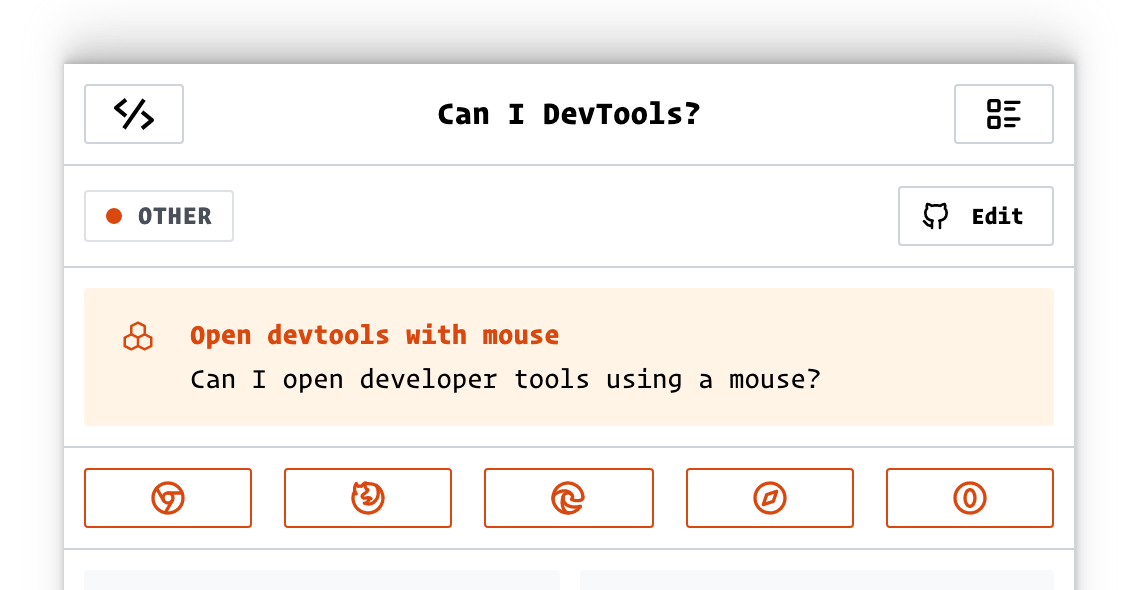 Can I DevTools?
OTHER
Edit
Open devtools with mouse
Can I open developer tools using a mouse?